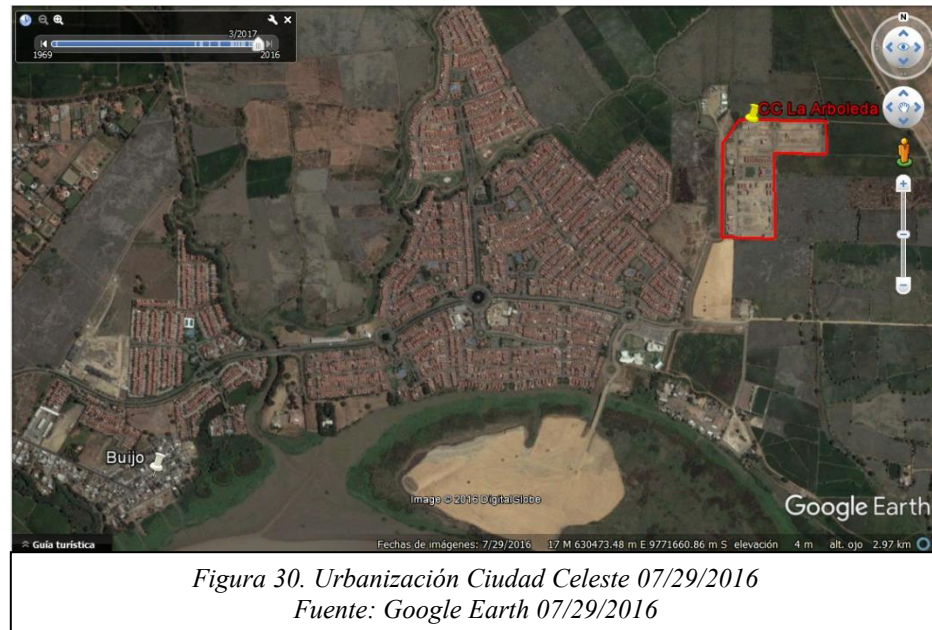 3/2017
1969
2016
N
CC La Arboleda
Buijo
Image © 2016 DigitalGlobe
Google Earth
Guía turística
Fechas de imágenes: 7/29/2016 17 M 630473.48 m E 9771660.86 m S elevación 4 m alt. ojo 2.97 km
Figura 30. Urbanización Ciudad Celeste 07/29/2016
Fuente: Google Earth 07/29/2016